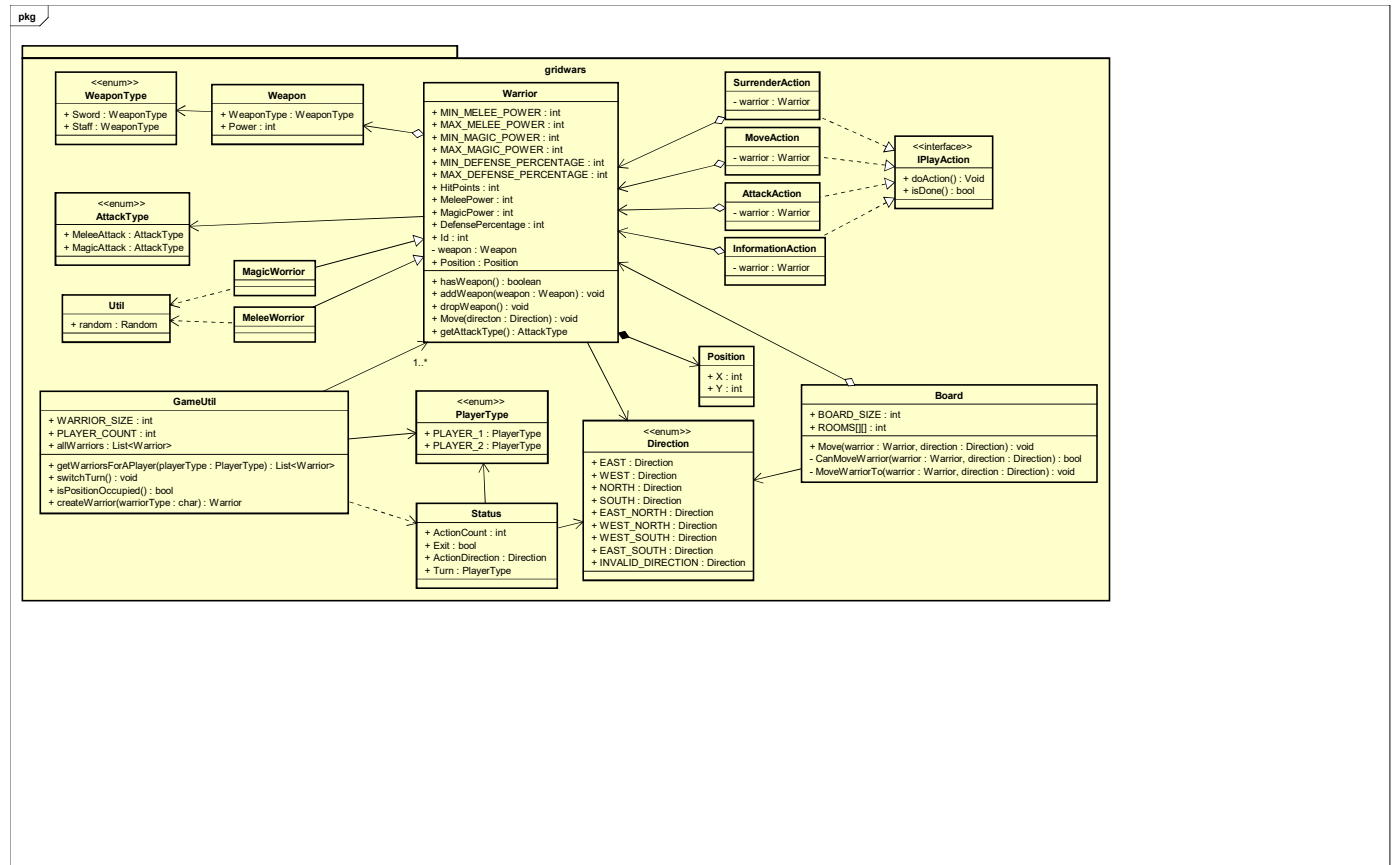 pkg
gridwars
<<enum>>
WeaponType
+ Sword : WeaponType
+ Staff : WeaponType
Weapon
+ WeaponType : WeaponType
+ Power : int
Warrior
+ MIN_MELEE_POWER : int
+ MAX_MELEE_POWER : int
+ MIN_MAGIC_POWER : int
+ MAX_MAGIC_POWER : int
+ MIN_DEFENSE_PERCENTAGE : int
+ MAX_DEFENSE_PERCENTAGE : int
+ HitPoints : int
+ MeleePower : int
+ MagicPower : int
+ DefensePercentage : int
+ Id : int
- weapon : Weapon
+ Position : Position
+ hasWeapon() : boolean
+ addWeapon(weapon : Weapon) : void
+ dropWeapon() : void
+ Move(directon : Direction) : void
+ getAttackType() : AttackType
SurrenderAction
- warrior : Warrior
MoveAction
- warrior : Warrior
AttackAction
- warrior : Warrior
InformationAction
- warrior : Warrior
<<interface>>
IPlayAction
+ doAction() : Void
+ isDone() : bool
<<enum>>
AttackType
+ MeleeAttack : AttackType
+ MagicAttack : AttackType
MagicWorrior
MeleeWorrior
Util
+ random : Random
1..*
Position
+ X : int
+ Y : int
GameUtil
+ WARRIOR_SIZE : int
+ PLAYER_COUNT : int
+ allWarriors : List<Warrior>
+ getWarriorsForAPlayer(playerType : PlayerType) : List<Warrior>
+ switchTurn() : void
+ isPositionOccupied() : bool
+ createWarrior(warriorType : char) : Warrior
<<enum>>
PlayerType
+ PLAYER_1 : PlayerType
+ PLAYER_2 : PlayerType
Status
+ ActionCount : int
+ Exit : bool
+ ActionDirection : Direction
+ Turn : PlayerType
<<enum>>
Direction
+ EAST : Direction
+ WEST : Direction
+ NORTH : Direction
+ SOUTH : Direction
+ EAST_NORTH : Direction
+ WEST_NORTH : Direction
+ WEST_SOUTH : Direction
+ EAST_SOUTH : Direction
+ INVALID_DIRECTION : Direction
Board
+ BOARD_SIZE : int
+ ROOMS[][] : int
+ Move(warrior : Warrior, direction : Direction) : void
- CanMoveWarrior(warrior : Warrior, direction : Direction) : bool
- MoveWarriorTo(warrior : Warrior, direction : Direction) : void